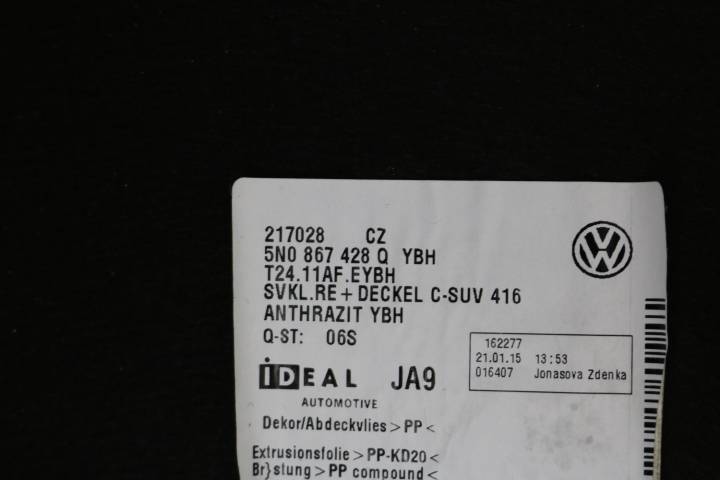 217028 CZ
5N0 867 428 Q YBH
T24.11AF.EYBH
SVKL.RE + DECKEL C-SUV 416
ANTHRAZIT YBH
Q-ST: 06S
162277
21.01.15 13:53
016407 Jonasova Zdenka
iDEAL JA9
AUTOMOTIVE
Dekor/Abdeckvlies > PP <
Extrusionsfolie > PP-KD20 <
Br}stung > PP compound <